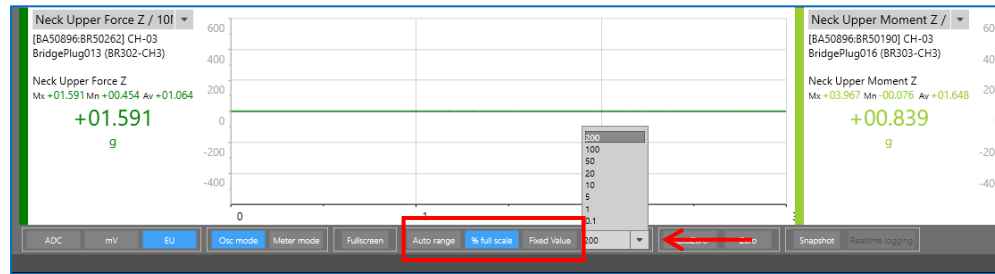 Neck Upper Force Z / 10
[BA50896:BR50262] CH-03
BridgePlug013 (BR302-CH3)
Neck Upper Force Z
Mx +01.591 Mn +00.454 Av +01.064
+01.591
g
600
400
200
0
-200
-400
0
1
200
100
50
20
10
5
1
0.1
Neck Upper Moment Z /
[BA50896:BR50190] CH-03
BridgePlug016 (BR303-CH3)
Neck Upper Moment Z
Mx +03.967 Mn -00.076 Av +01.648
+00.839
g
60
40
20
-20
-40
ADC mV EU Osc mode Meter mode Fullscreen Auto range % full scale Fixed Value 200 Zero Snapshot Realtime logging